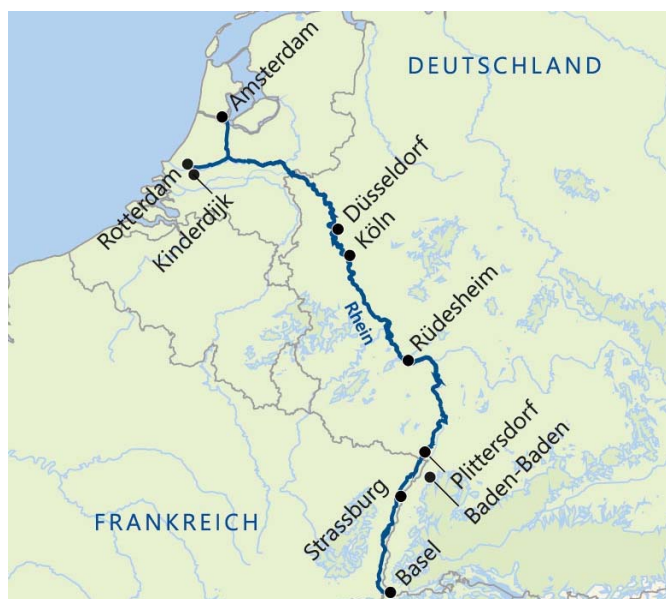 DEUTSCHLAND
Amsterdam
Rotterdam
Kinderdijk
Düsseldorf
Köln
Rhein
Rüdesheim
Plittersdorf
Baden-Baden
Strassburg
FRANKREICH
Basel